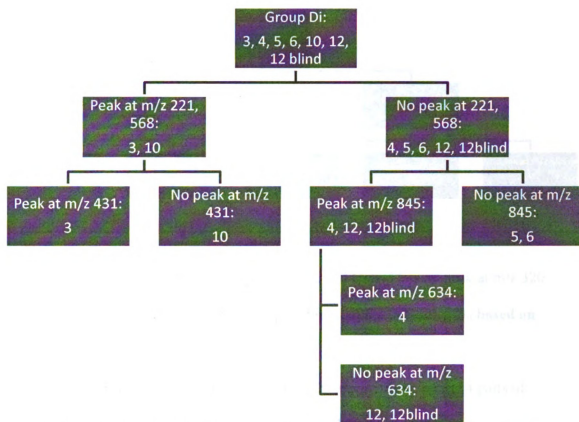 Group Di:
3, 4, 5, 6, 10, 12,
12 blind
Peak at m/z 221,
568:
3, 10
No peak at 221,
568:
4, 5, 6, 12, 12blind
Peak at m/z 431:
3
No peak at m/z
431:
10
Peak at m/z 845:
4, 12, 12blind
No peak at m/z
845:
5, 6
Peak at m/z 634:
4
No peak at m/z
634:
12, 12blind